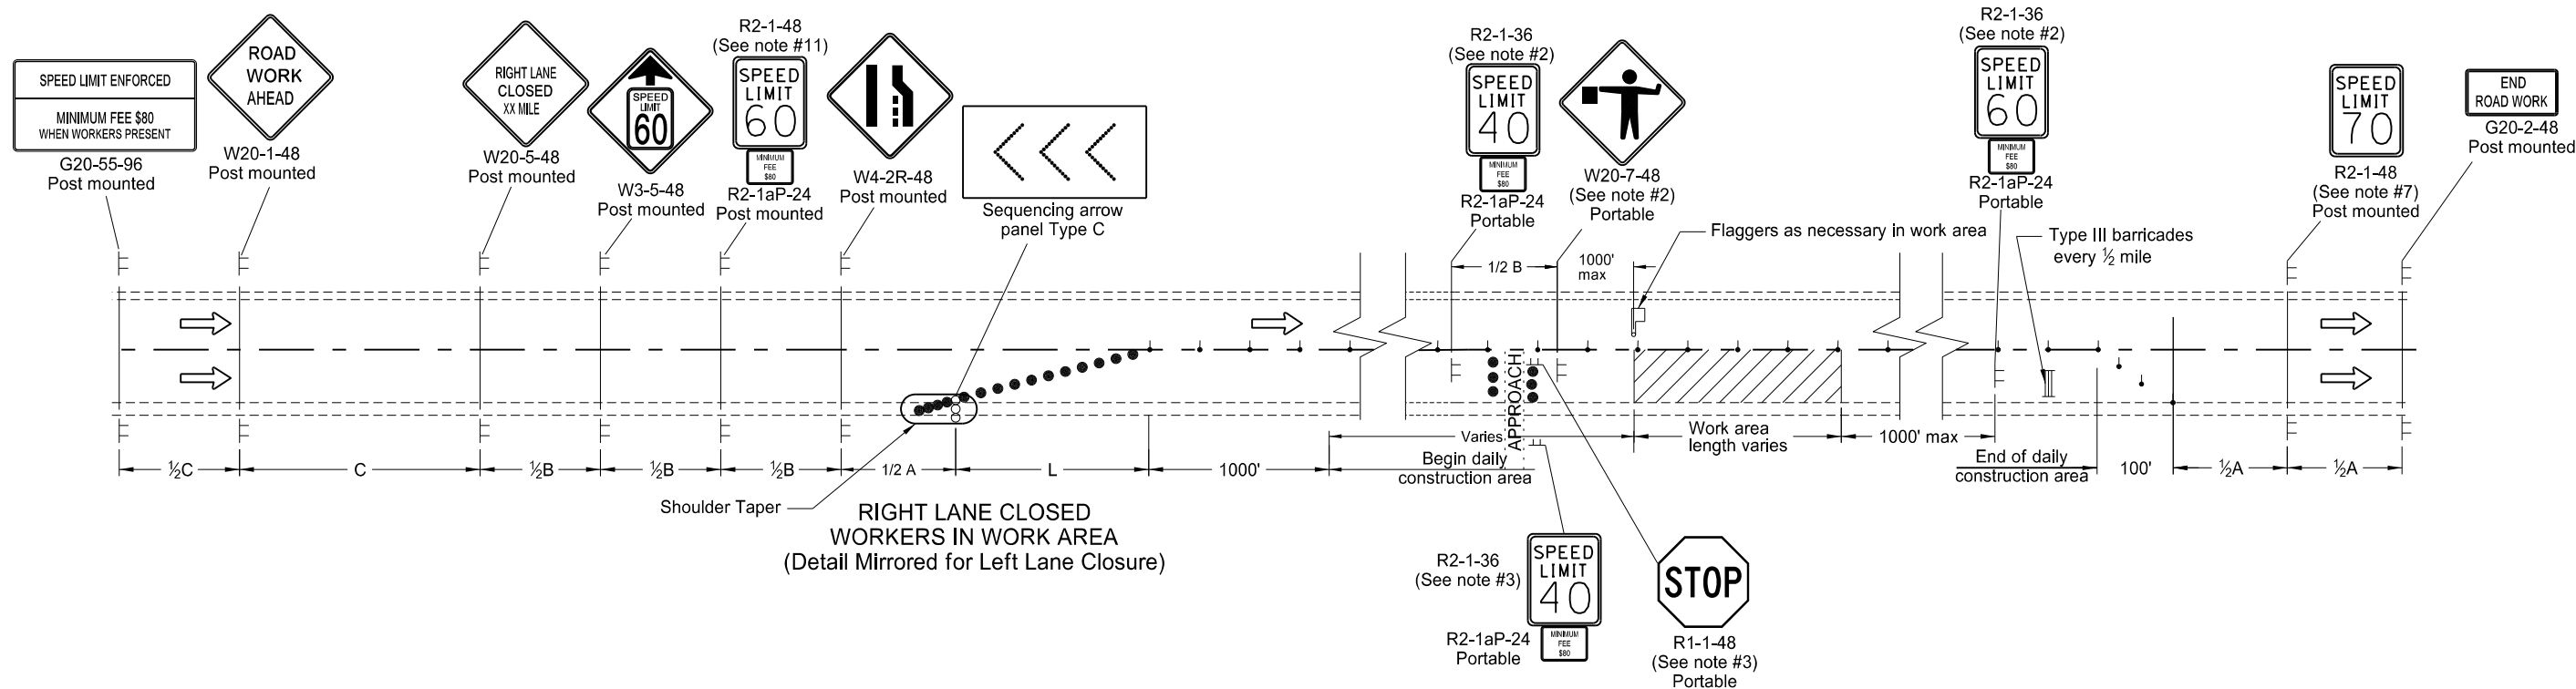 SPEED LIMIT ENFORCED
MINIMUM FEE $80
WHEN WORKERS PRESENT
G20-55-96
Post mounted
ROAD
WORK
AHEAD
W20-1-48
Post mounted
RIGHT LANE
CLOSED
XX MILE
W20-5-48
Post mounted
SPEED
LIMIT
60
W3-5-48
Post mounted
R2-1-48
(See note #11)
SPEED
LIMIT
60
MINIMUM
FEE
$80
R2-1aP-24
Post mounted
W4-2R-48
Post mounted
Sequencing arrow
panel Type C
R2-1-36
(See note #2)
SPEED
LIMIT
40
MINIMUM
FEE
$80
R2-1aP-24
Portable
W20-7-48
(See note #2)
Portable
Flaggers as necessary in work area
R2-1-36
(See note #2)
SPEED
LIMIT
60
MINIMUM
FEE
$80
R2-1aP-24
Portable
Type III barricades
every ½ mile
SPEED
LIMIT
70
R2-1-48
(See note #7)
Post mounted
END
ROAD WORK
G20-2-48
Post mounted
1/2 B
1000'
max
APPROACH
½C
C
½B
½B
½B
1/2 A
L
1000'
Varies
Begin daily
construction area
Work area
length varies
1000' max
End of daily
construction area
100'
½A
½A
Shoulder Taper
RIGHT LANE CLOSED
WORKERS IN WORK AREA
(Detail Mirrored for Left Lane Closure)
R2-1-36
(See note #3)
SPEED
LIMIT
40
MINIMUM
FEE
$80
R2-1aP-24
Portable
STOP
R1-1-48
(See note #3)
Portable